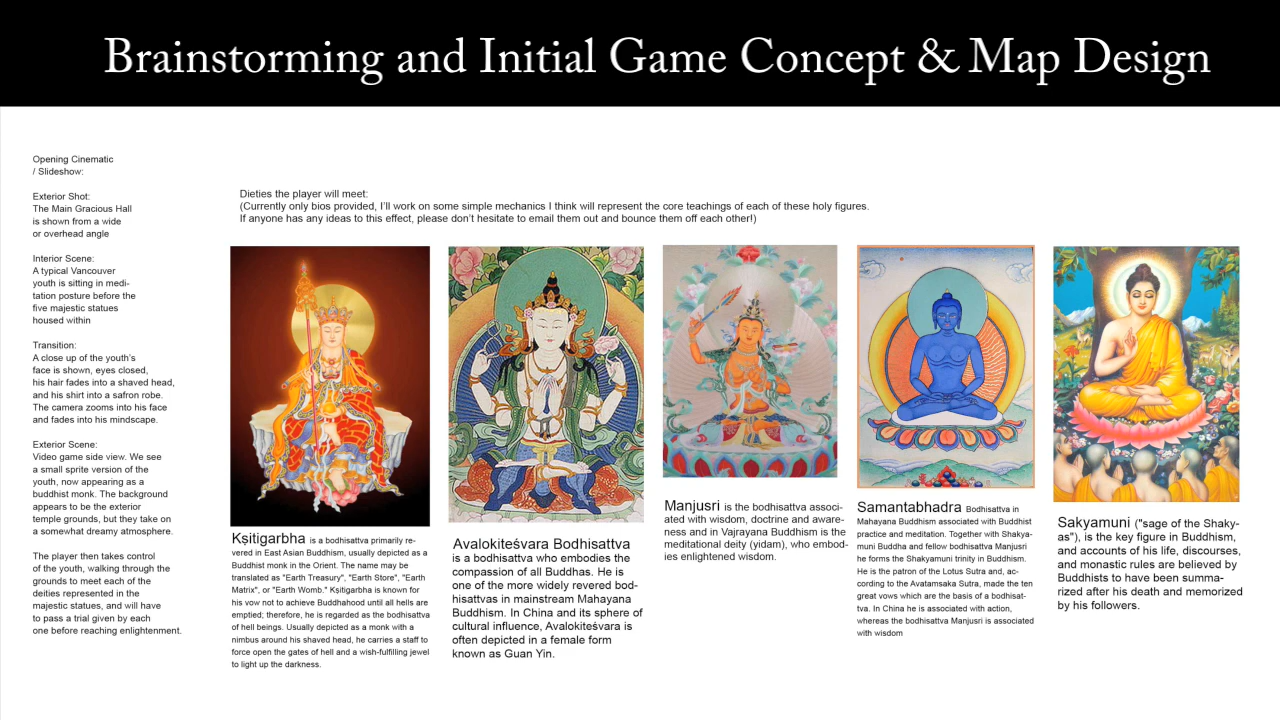 Brainstorming and Initial Game Concept & Map Design
Opening Cinematic
/ Slideshow:
Exterior Shot:
The Main Gracious Hall
is shown from a wide
or overhead angle
Interior Scene:
A typical Vancouver
youth is sitting in medi-
tation posture before the
five majestic statues
housed within
Transition:
A close up of the youth's
face is shown, eyes closed,
his hair fades into a shaved head,
and his shirt into a safron robe.
The camera zooms into his face
and fades into his mindscape.
Exterior Scene:
Video game side view. We see
a small sprite version of the
youth, now appearing as a
buddhist monk. The background
appears to be the exterior
temple grounds, but they take on
a somewhat dreamy atmosphere.
The player then takes control
of the youth, walking through the
grounds to meet each of the
deities represented in the
majestic statues, and will have
to pass a trial given by each
one before reaching enlightenment.
Dieties the player will meet:
(Currently only bios provided, I'll work on some simple mechanics I think will represent the core teachings of each of these holy figures.
If anyone has any ideas to this effect, please don't hesitate to email them out and bounce them off each other!)
Kṣitigarbha is a bodhisattva primarily re-
vered in East Asian Buddhism, usually depicted as a
Buddhist monk in the Orient. The name may be
translated as "Earth Treasury", "Earth Store", "Earth
Matrix", or "Earth Womb." Kṣitigarbha is known for
his vow not to achieve Buddhahood until all hells are
emptied; therefore, he is regarded as the bodhisattva
of hell beings. Usually depicted as a monk with a
nimbus around his shaved head, he carries a staff to
force open the gates of hell and a wish-fulfilling jewel
to light up the darkness.
Avalokiteśvara Bodhisattva
is a bodhisattva who embodies the
compassion of all Buddhas. He is
one of the more widely revered bod-
hisattvas in mainstream Mahayana
Buddhism. In China and its sphere of
cultural influence, Avalokiteśvara is
often depicted in a female form
known as Guan Yin.
Manjusri is the bodhisattva associ-
ated with wisdom, doctrine and aware-
ness and in Vajrayana Buddhism is the
meditational deity (yidam), who embod-
ies enlightened wisdom.
Samantabhadra Bodhisattva in
Mahayana Buddhism associated with Buddhist
practice and meditation. Together with Shakya-
muni Buddha and fellow bodhisattva Manjusri
he forms the Shakyamuni trinity in Buddhism.
He is the patron of the Lotus Sutra and, ac-
cording to the Avatamsaka Sutra, made the ten
great vows which are the basis of a bodhisat-
tva. In China he is associated with action,
whereas the bodhisattva Manjusri is associated
with wisdom
Sakyamuni ("sage of the Shaky-
as"), is the key figure in Buddhism,
and accounts of his life, discourses,
and monastic rules are believed by
Buddhists to have been summa-
rized after his death and memorized
by his followers.